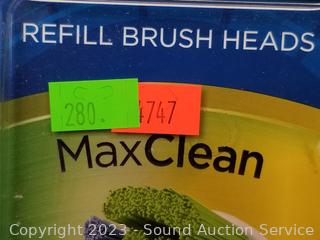 REFILL BRUSH HEADS
280.
4747
MaxClean
Copyright 2023 - Sound Auction Service